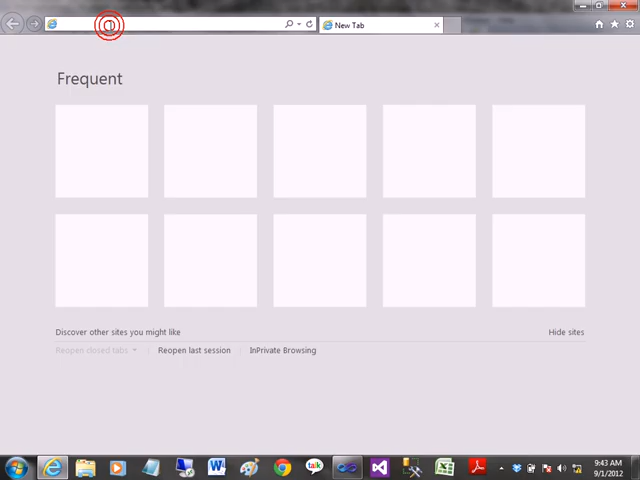 New Tab
Frequent
Discover other sites you might like
Hide sites
Reopen closed tabs
Reopen last session
InPrivate Browsing
talk
9:43 AM
9/1/2012